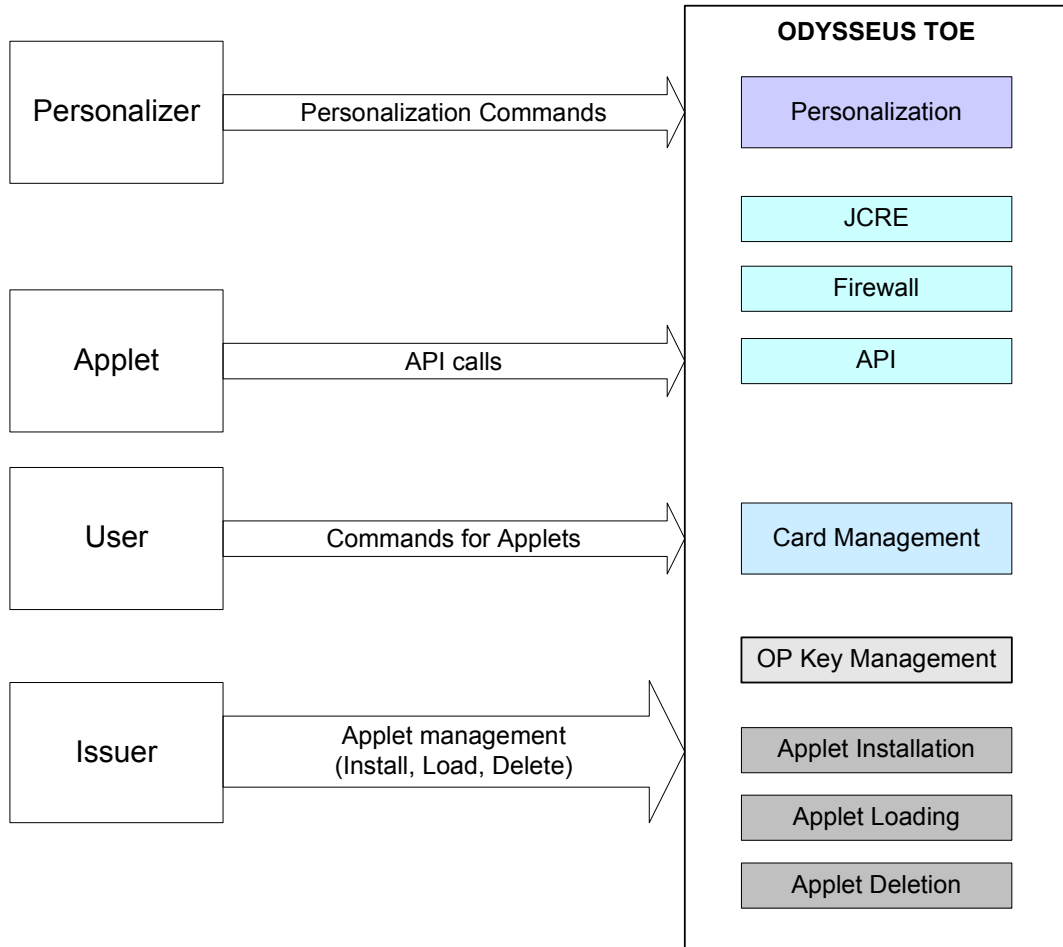 ODYSSEUS TOE
Personalizer
Personalization Commands
Personalization
JCRE
Firewall
Applet
API calls
API
User
Commands for Applets
Card Management
OP Key Management
Issuer
Applet management
(Install, Load, Delete)
Applet Installation
Applet Loading
Applet Deletion